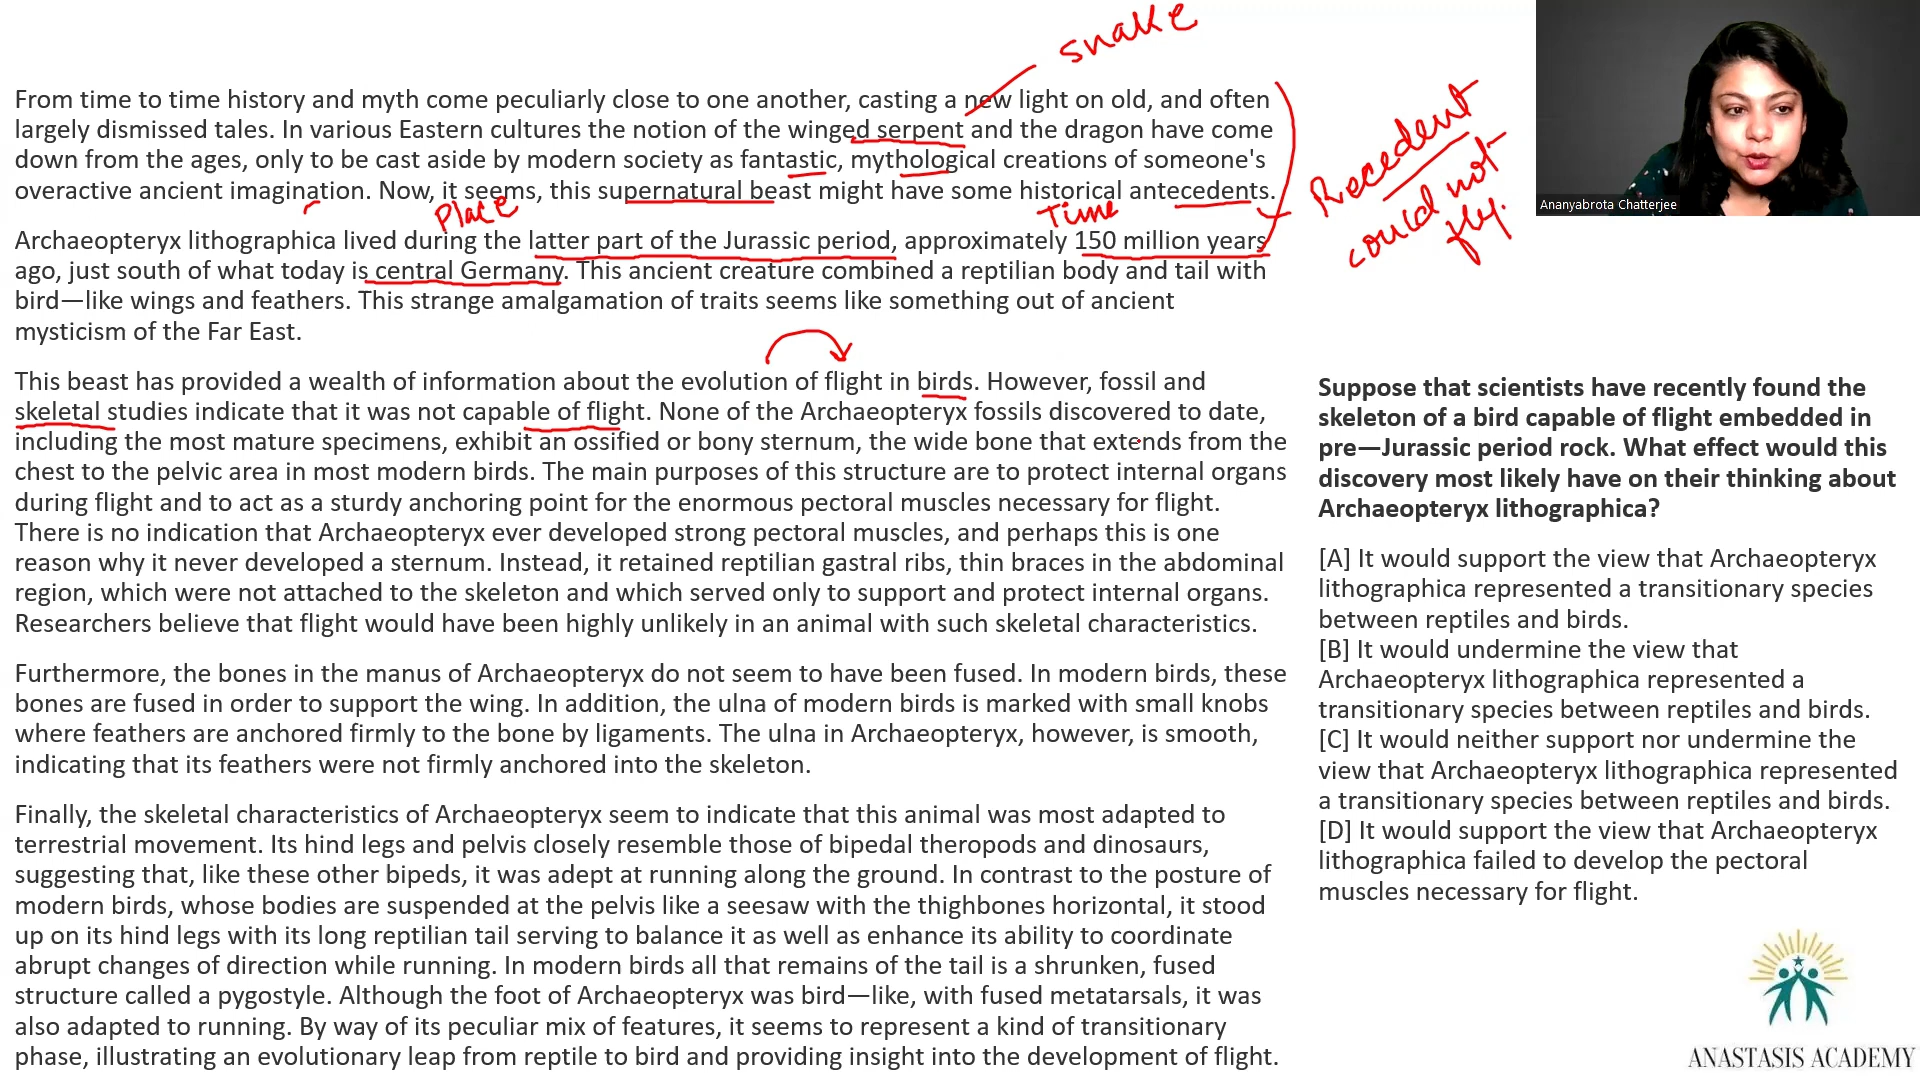 snake
From time to time history and myth come peculiarly close to one another, casting a new light on old, and often
largely dismissed tales. In various Eastern cultures the notion of the winged serpent and the dragon have come
down from the ages, only to be cast aside by modern society as fantastic, mythological creations of someone's
overactive ancient imagination. Now, it seems, this supernatural beast might have some historical antecedents.
Recedent
could not
fly.
Ananyabrota Chatterjee
Place
Time
Archaeopteryx lithographica lived during the latter part of the Jurassic period, approximately 150 million years
ago, just south of what today is central Germany. This ancient creature combined a reptilian body and tail with
bird—like wings and feathers. This strange amalgamation of traits seems like something out of ancient
mysticism of the Far East.
This beast has provided a wealth of information about the evolution of flight in birds. However, fossil and
skeletal studies indicate that it was not capable of flight. None of the Archaeopteryx fossils discovered to date,
including the most mature specimens, exhibit an ossified or bony sternum, the wide bone that extends from the
chest to the pelvic area in most modern birds. The main purposes of this structure are to protect internal organs
during flight and to act as a sturdy anchoring point for the enormous pectoral muscles necessary for flight.
There is no indication that Archaeopteryx ever developed strong pectoral muscles, and perhaps this is one
reason why it never developed a sternum. Instead, it retained reptilian gastral ribs, thin braces in the abdominal
region, which were not attached to the skeleton and which served only to support and protect internal organs.
Researchers believe that flight would have been highly unlikely in an animal with such skeletal characteristics.
Furthermore, the bones in the manus of Archaeopteryx do not seem to have been fused. In modern birds, these
bones are fused in order to support the wing. In addition, the ulna of modern birds is marked with small knobs
where feathers are anchored firmly to the bone by ligaments. The ulna in Archaeopteryx, however, is smooth,
indicating that its feathers were not firmly anchored into the skeleton.
Finally, the skeletal characteristics of Archaeopteryx seem to indicate that this animal was most adapted to
terrestrial movement. Its hind legs and pelvis closely resemble those of bipedal theropods and dinosaurs,
suggesting that, like these other bipeds, it was adept at running along the ground. In contrast to the posture of
modern birds, whose bodies are suspended at the pelvis like a seesaw with the thighbones horizontal, it stood
up on its hind legs with its long reptilian tail serving to balance it as well as enhance its ability to coordinate
abrupt changes of direction while running. In modern birds all that remains of the tail is a shrunken, fused
structure called a pygostyle. Although the foot of Archaeopteryx was bird—like, with fused metatarsals, it was
also adapted to running. By way of its peculiar mix of features, it seems to represent a kind of transitionary
phase, illustrating an evolutionary leap from reptile to bird and providing insight into the development of flight.
Suppose that scientists have recently found the
skeleton of a bird capable of flight embedded in
pre—Jurassic period rock. What effect would this
discovery most likely have on their thinking about
Archaeopteryx lithographica?
[A] It would support the view that Archaeopteryx
lithographica represented a transitionary species
between reptiles and birds.
[B] It would undermine the view that
Archaeopteryx lithographica represented a
transitionary species between reptiles and birds.
[C] It would neither support nor undermine the
view that Archaeopteryx lithographica represented
a transitionary species between reptiles and birds.
[D] It would support the view that Archaeopteryx
lithographica failed to develop the pectoral
muscles necessary for flight.
ANASTASIS ACADEMY